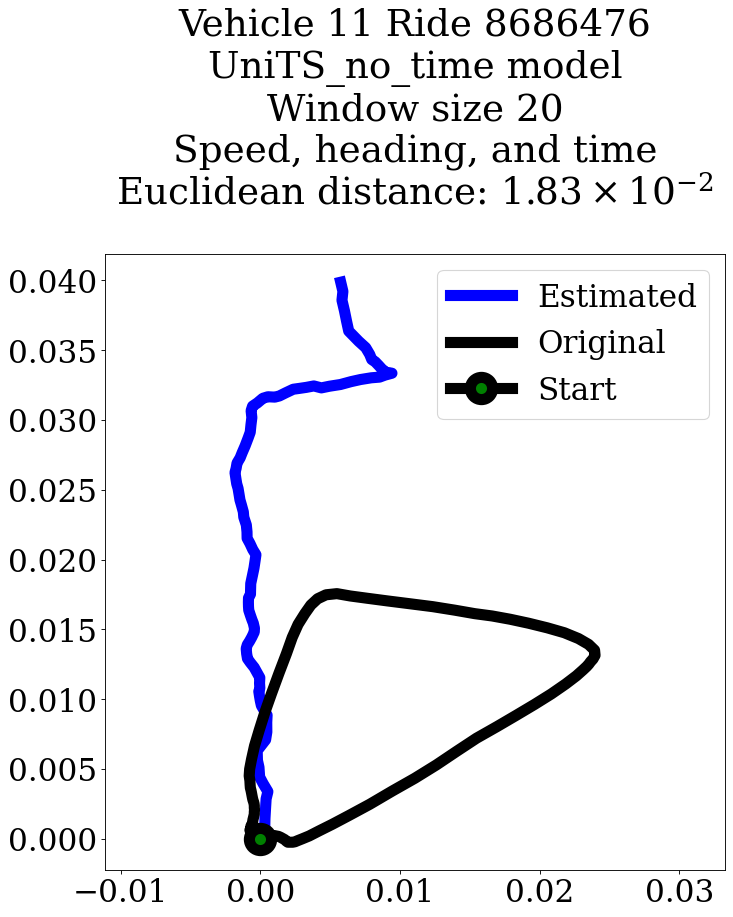 Vehicle 11 Ride 8686476
UniTS_no_time model
Window size 20
Speed, heading, and time
Euclidean distance: 1.83 × 10⁻²
Estimated
Original
Start
0.040
0.035
0.030
0.025
0.020
0.015
0.010
0.005
0.000
−0.01 0.00 0.01 0.02 0.03